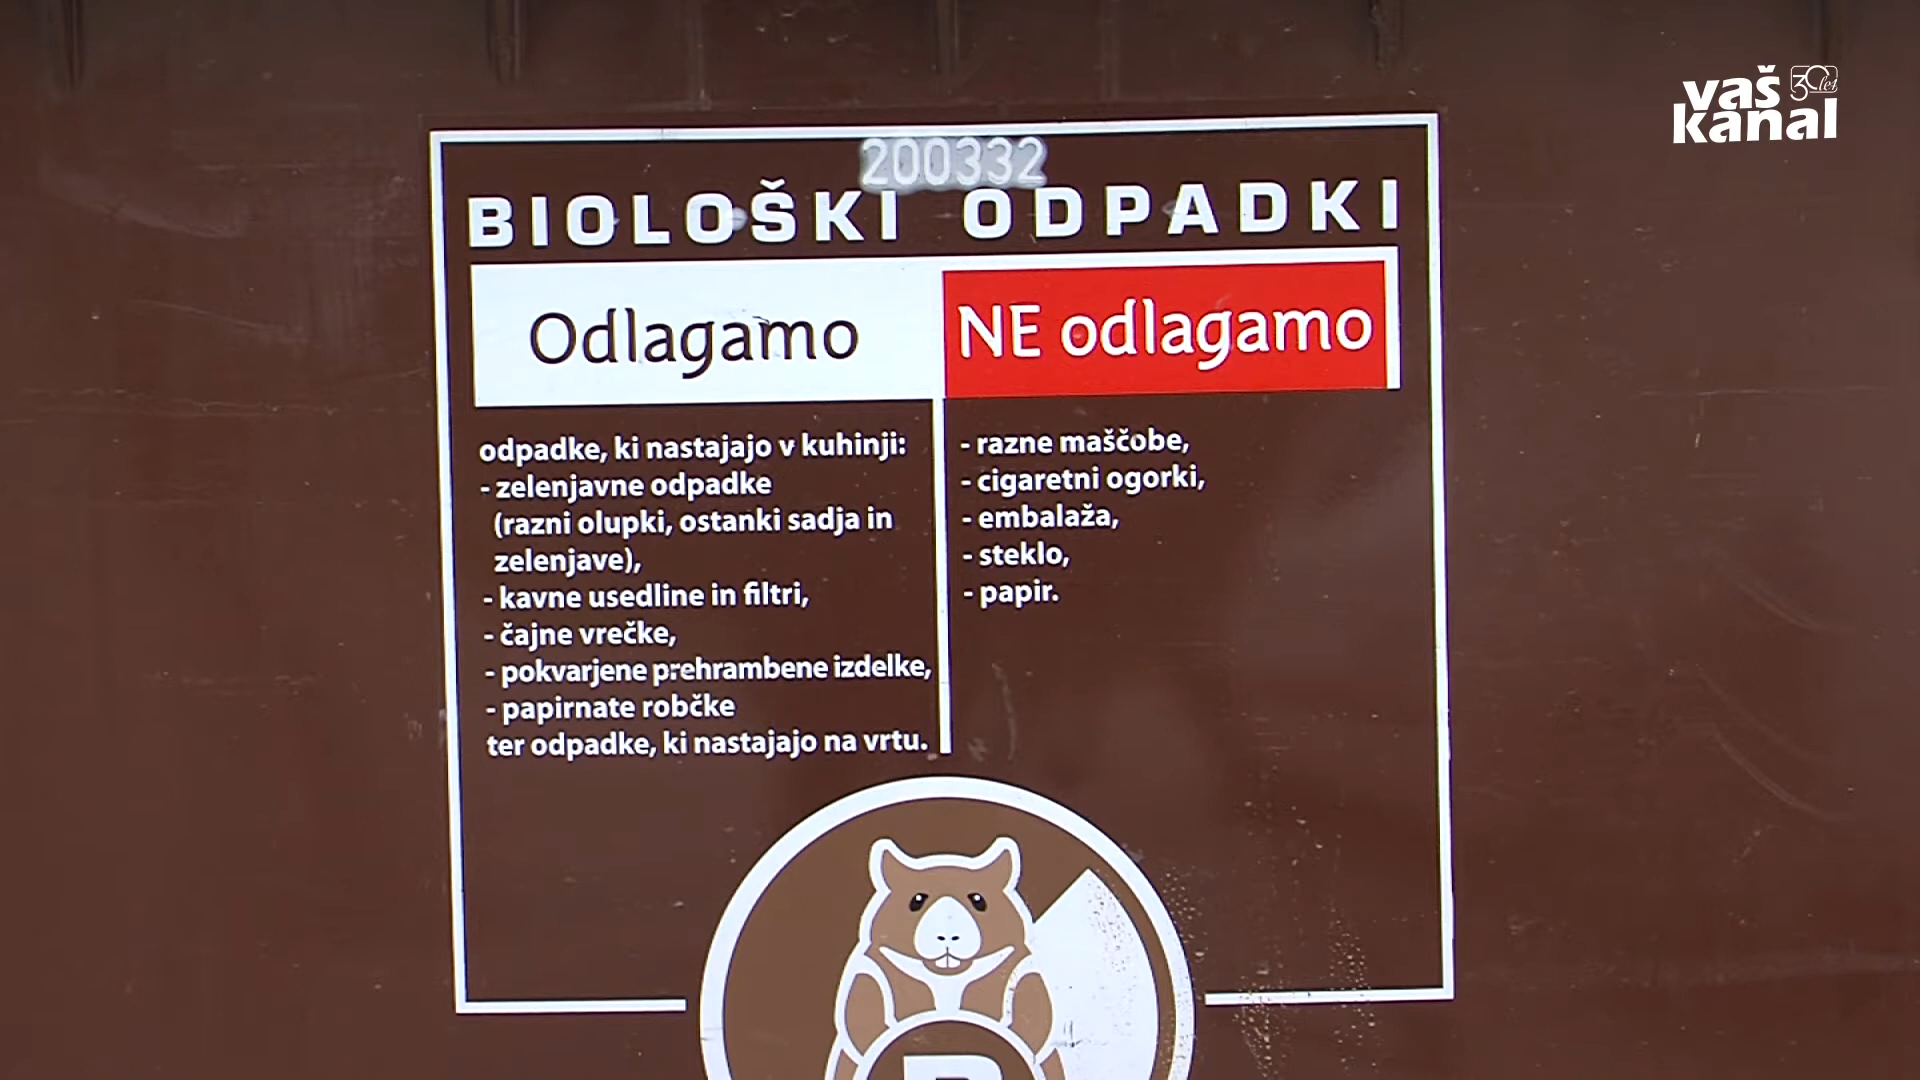 vaš 30 let
kanal
200332
BIOLOŠKI ODPADKI
Odlagamo
NE odlagamo
odpadke, ki nastajajo v kuhinji:
- zelenjavne odpadke
(razni olupki, ostanki sadja in
zelenjave),
- kavne usedline in filtri,
- čajne vrečke,
- pokvarjene prehrambene izdelke,
- papirnate robčke
ter odpadke, ki nastajajo na vrtu.
- razne maščobe,
- cigaretni ogorki,
- embalaža,
- steklo,
- papir.